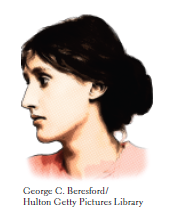 George C. Beresford/
Hulton Getty Pictures Library